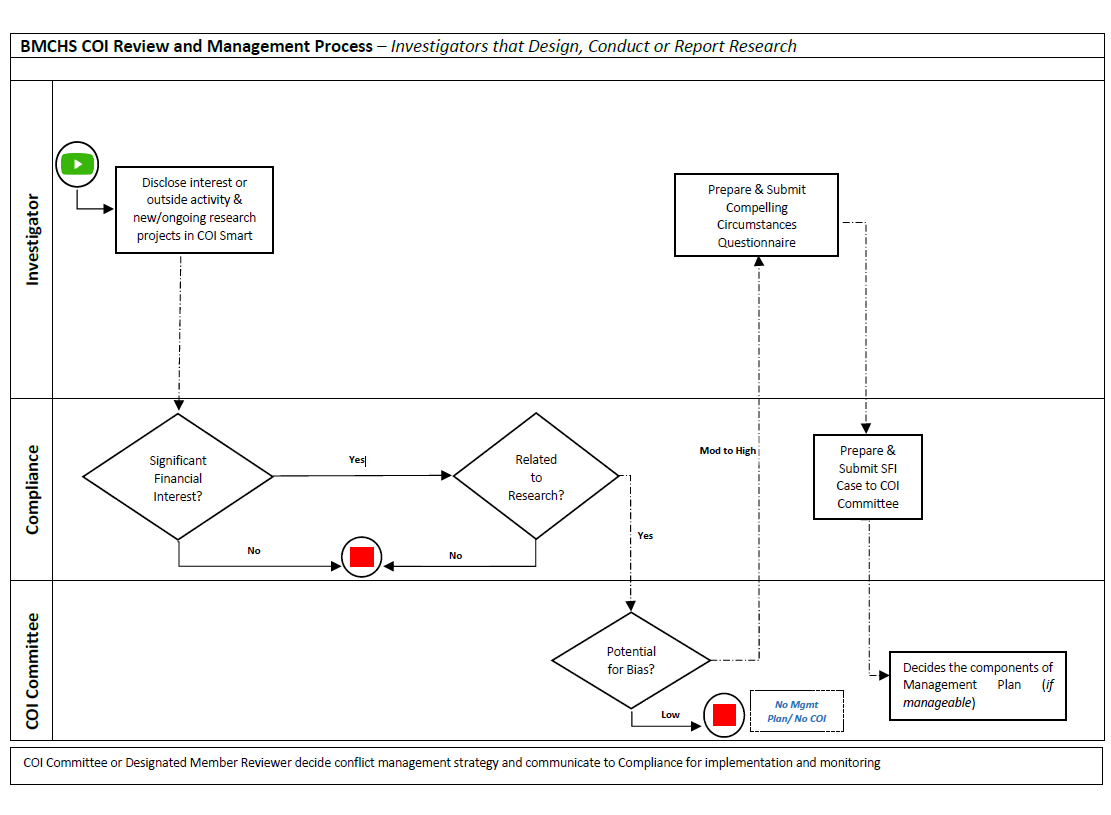 BMCHS COI Review and Management Process – Investigators that Design, Conduct or Report Research
Investigator
Disclose interest or
outside activity &
new/ongoing research
projects in COI Smart
Prepare & Submit
Compelling
Circumstances
Questionnaire
Compliance
Significant
Financial
Interest?
Yes
Related
to
Research?
Mod to High
Prepare &
Submit SFI
Case to COI
Committee
No
No
Yes
COI Committee
Potential
for Bias?
Low
No Mgmt
Plan/ No COI
Decides the components of
Management Plan (if
manageable)
COI Committee or Designated Member Reviewer decide conflict management strategy and communicate to Compliance for implementation and monitoring